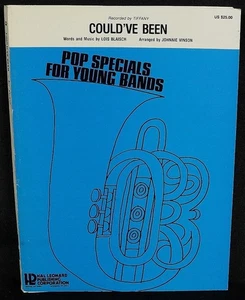 Recorded by TIFFANY
US $25.00
COULD'VE BEEN
Words and Music by LOIS BLAISCH
Arranged by JOHNNIE VINSON
POP SPECIALS
FOR YOUNG BANDS
HAL LEONARD
PUBLISHING
CORPORATION